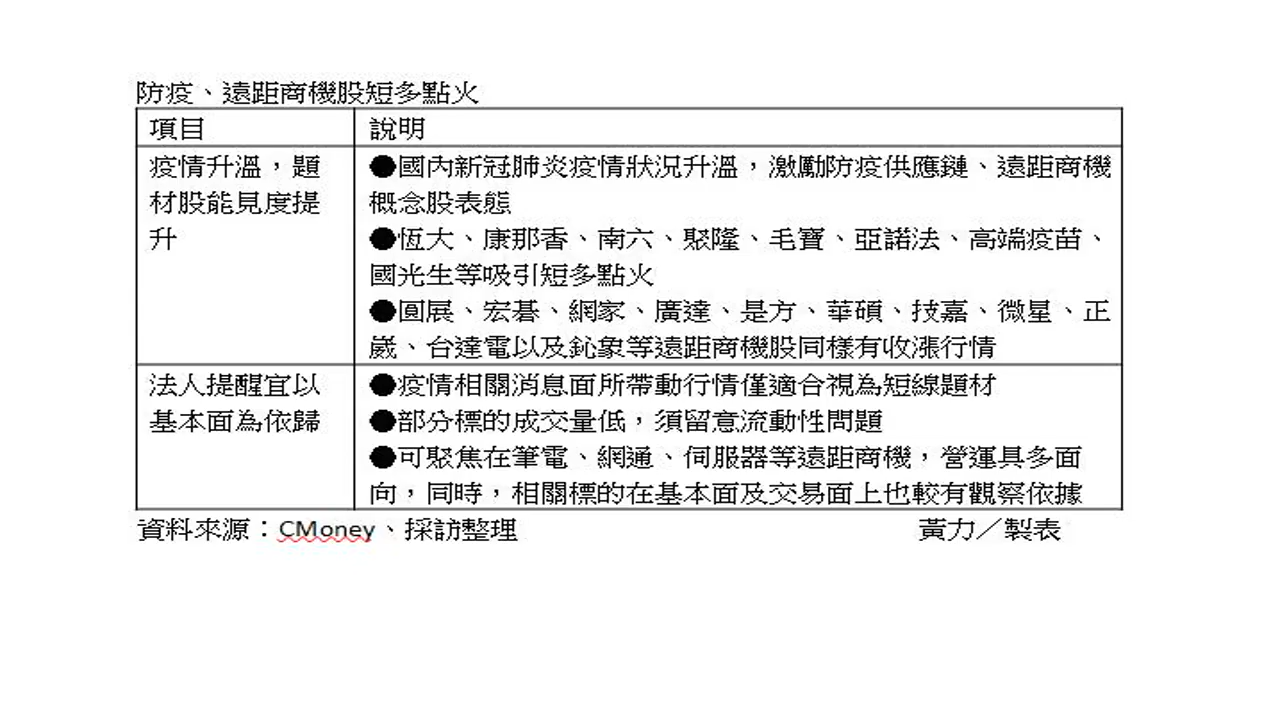 防疫、遠距商機股短多點火
項目
說明
疫情升溫，題
材股能見度提
升
●國內新冠肺炎疫情狀況升溫，激勵防疫供應鏈、遠距商機
概念股表態
●恆大、康那香、南六、聚隆、毛寶、亞諾法、高端疫苗、
國光生等吸引短多點火
●圓展、宏碁、網家、廣達、是方、華碩、技嘉、微星、正
崴、台達電以及鈊象等遠距商機股同樣有收漲行情
法人提醒宜以
基本面為依歸
●疫情相關消息面所帶動行情僅適合視為短線題材
●部分標的成交量低，須留意流動性問題
●可聚焦在筆電、網通、伺服器等遠距商機，營運具多面
向，同時，相關標的在基本面及交易面上也較有觀察依據
資料來源：CMoney、採訪整理
黃力／製表